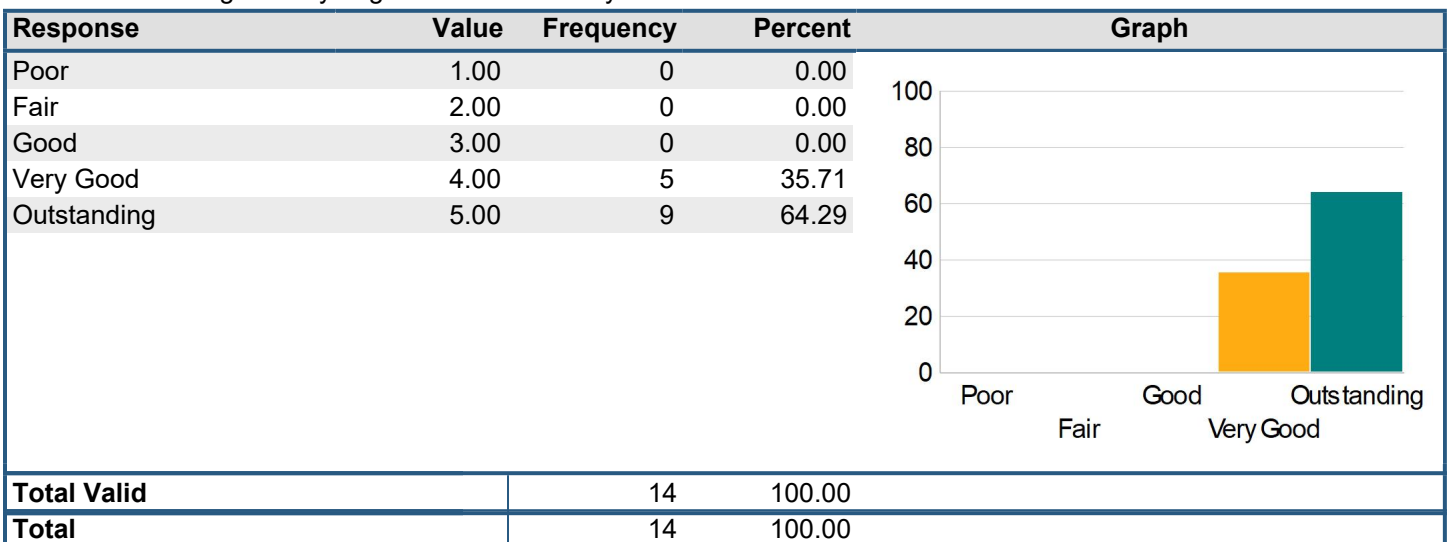 Response Value Frequency Percent Graph
Poor 1.00 0 0.00
Fair 2.00 0 0.00
Good 3.00 0 0.00
Very Good 4.00 5 35.71
Outstanding 5.00 9 64.29
100
80
60
40
20
0
Poor Good Outstanding
Fair Very Good
Total Valid 14 100.00
Total 14 100.00